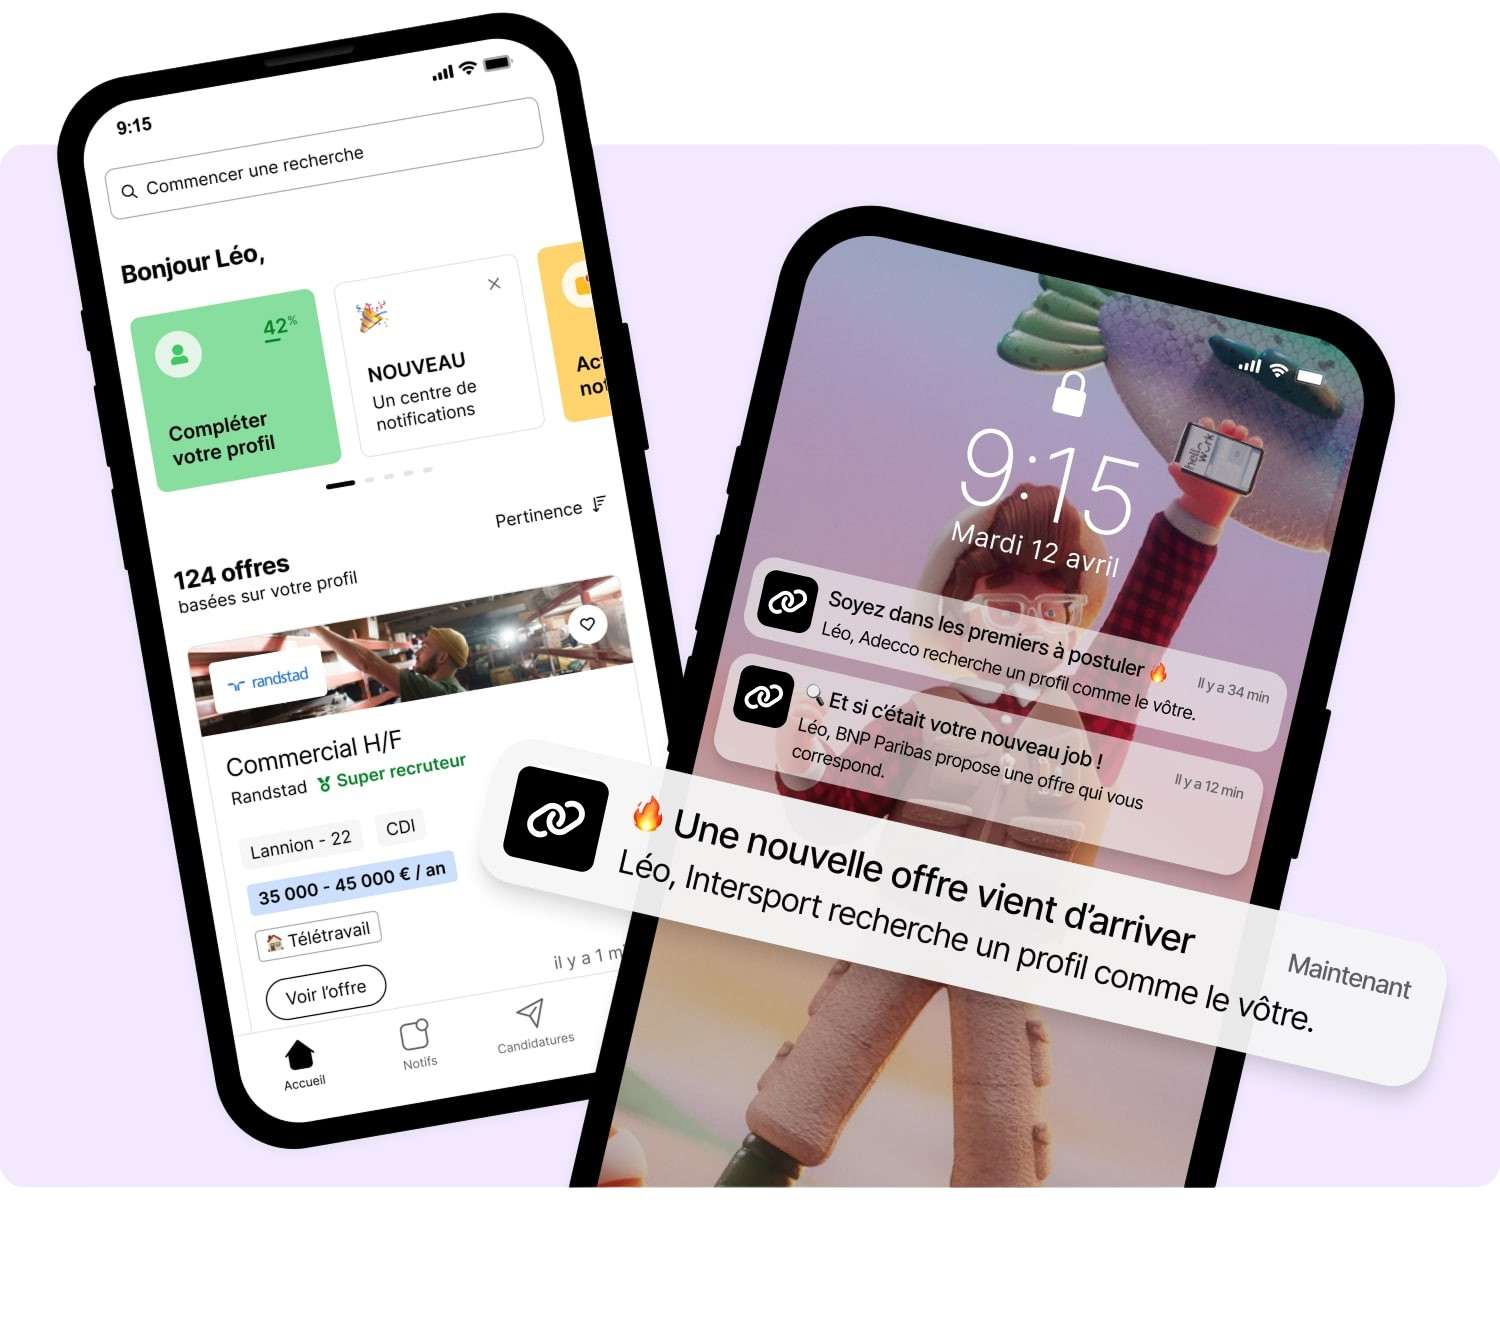 9:15
Commencer une recherche
Bonjour Léo,
42%
Compléter
votre profil
NOUVEAU
Un centre de
notifications
Ac
not
Pertinence
124 offres
basées sur votre profil
randstad
Commercial H/F
Randstad Super recruteur
Lannion - 22
CDI
35 000 - 45 000 € / an
Télétravail
il y a 1 mi
Voir l'offre
Accueil
Notifs
Candidatures
hello
work
9:15
Mardi 12 avril
Soyez dans les premiers à postuler 🔥
Léo, Adecco recherche un profil comme le vôtre.
Il y a 34 min
🔍 Et si c'était votre nouveau job !
Léo, BNP Paribas propose une offre qui vous
correspond.
Il y a 12 min
🔥 Une nouvelle offre vient d'arriver
Léo, Intersport recherche un profil comme le vôtre.
Maintenant